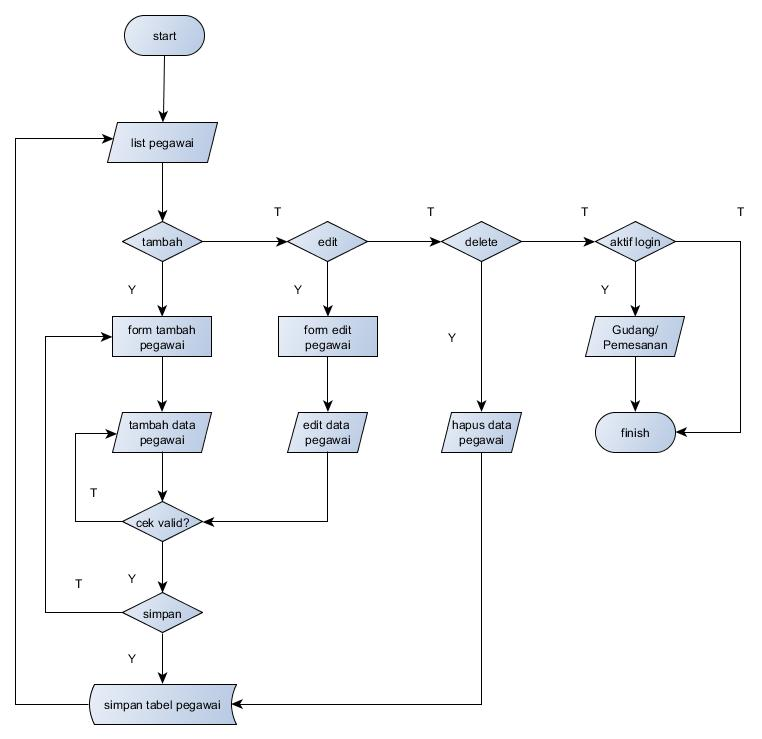 start
list pegawai
T
T
T
T
tambah
edit
delete
aktif login
Y
Y
Y
Y
form tambah
pegawai
form edit
pegawai
Gudang/
Pemesanan
tambah data
pegawai
edit data
pegawai
hapus data
pegawai
finish
T
cek valid?
T
Y
simpan
Y
simpan tabel pegawai